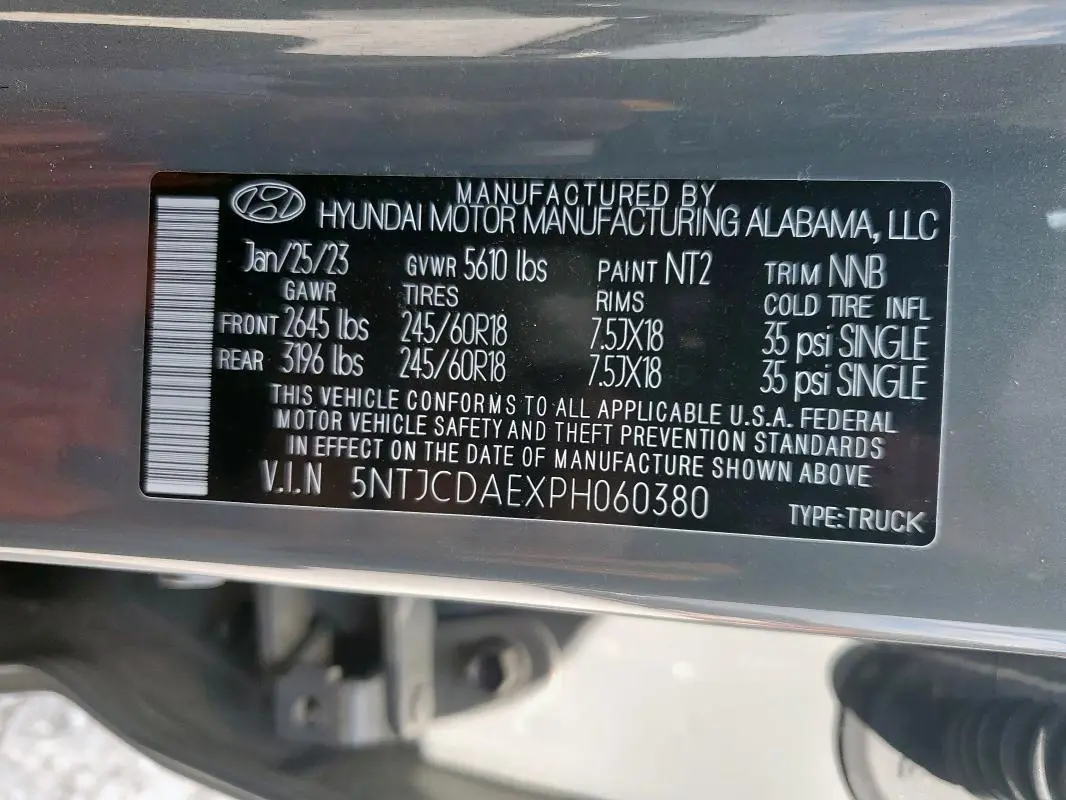 MANUFACTURED BY
HYUNDAI MOTOR MANUFACTURING ALABAMA, LLC
Jan/25/23 GVWR 5610 lbs PAINT NT2 TRIM NNB
GAWR TIRES RIMS COLD TIRE INFL
FRONT 2645 lbs 245/60R18 7.5JX18 35 psi SINGLE
REAR 3196 lbs 245/60R18 7.5JX18 35 psi SINGLE
THIS VEHICLE CONFORMS TO ALL APPLICABLE U.S.A. FEDERAL
MOTOR VEHICLE SAFETY AND THEFT PREVENTION STANDARDS
IN EFFECT ON THE DATE OF MANUFACTURE SHOWN ABOVE
V.I.N 5NTJCDAEXPH060380
TYPE:TRUCK